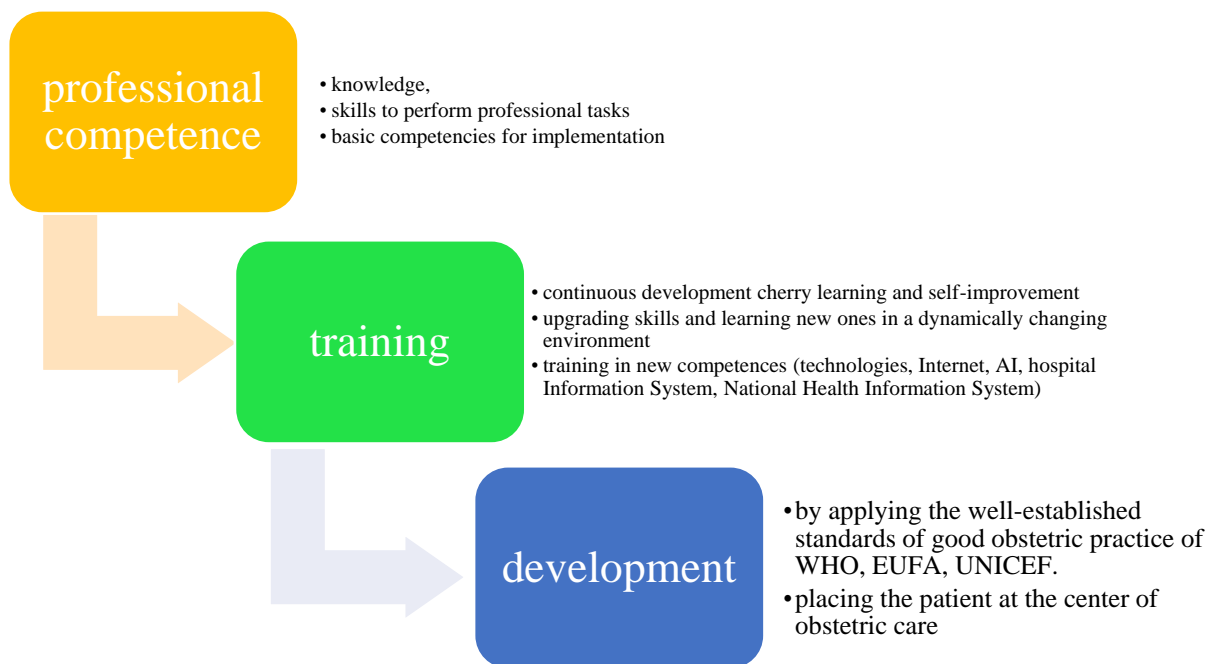 professional
competence
• knowledge,
• skills to perform professional tasks
• basic competencies for implementation
training
• continuous development cherry learning and self-improvement
• upgrading skills and learning new ones in a dynamically changing
environment
• training in new competences (technologies, Internet, AI, hospital
Information System, National Health Information System)
development
• by applying the well-established
standards of good obstetric practice of
WHO, EUFA, UNICEF.
• placing the patient at the center of
obstetric care